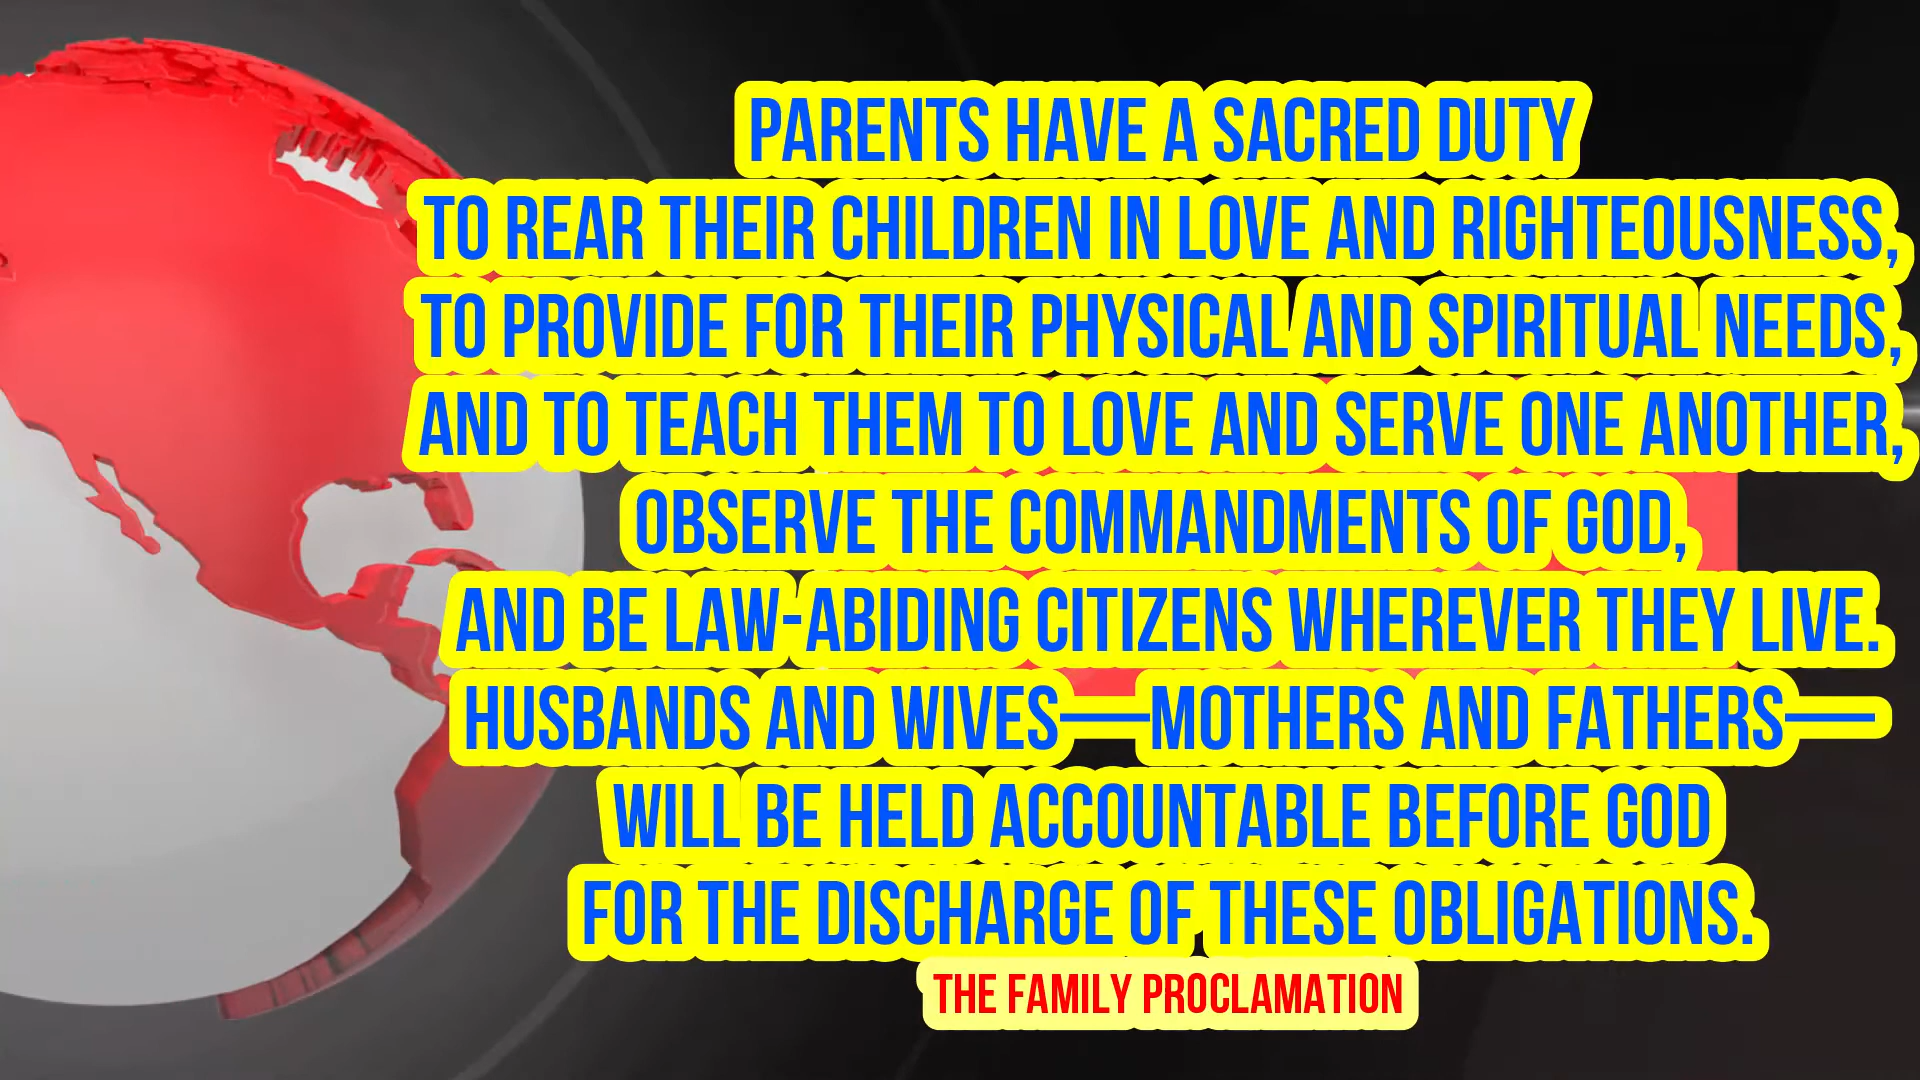 PARENTS HAVE A SACRED DUTY
TO REAR THEIR CHILDREN IN LOVE AND RIGHTEOUSNESS,
TO PROVIDE FOR THEIR PHYSICAL AND SPIRITUAL NEEDS,
AND TO TEACH THEM TO LOVE AND SERVE ONE ANOTHER,
OBSERVE THE COMMANDMENTS OF GOD,
AND BE LAW-ABIDING CITIZENS WHEREVER THEY LIVE.
HUSBANDS AND WIVES—MOTHERS AND FATHERS—
WILL BE HELD ACCOUNTABLE BEFORE GOD
FOR THE DISCHARGE OF THESE OBLIGATIONS.
THE FAMILY PROCLAMATION